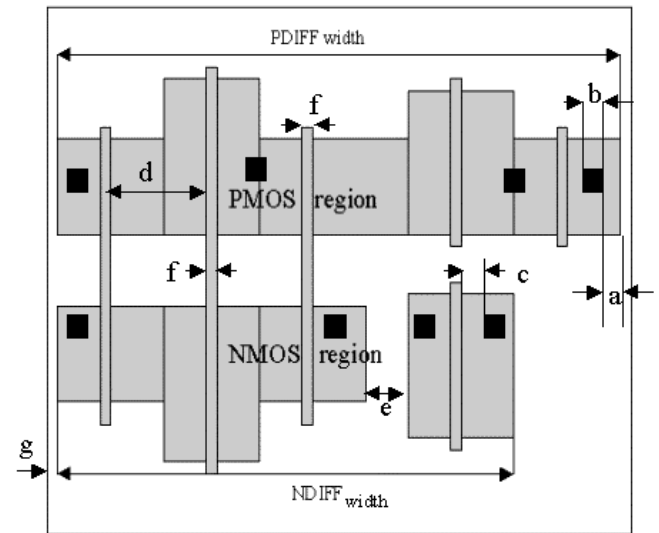 PDIFF width
f
b
d
PMOS region
f
c
a
NMOS region
e
g
NDIFF width